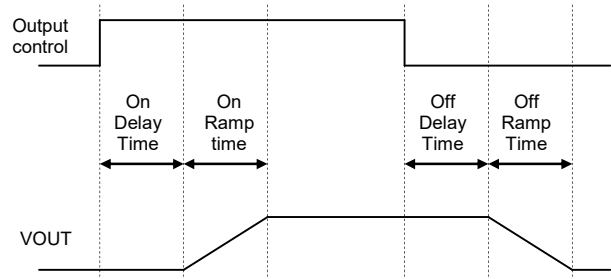 Output
control
On
Delay
Time
On
Ramp
time
Off
Delay
Time
Off
Ramp
Time
VOUT